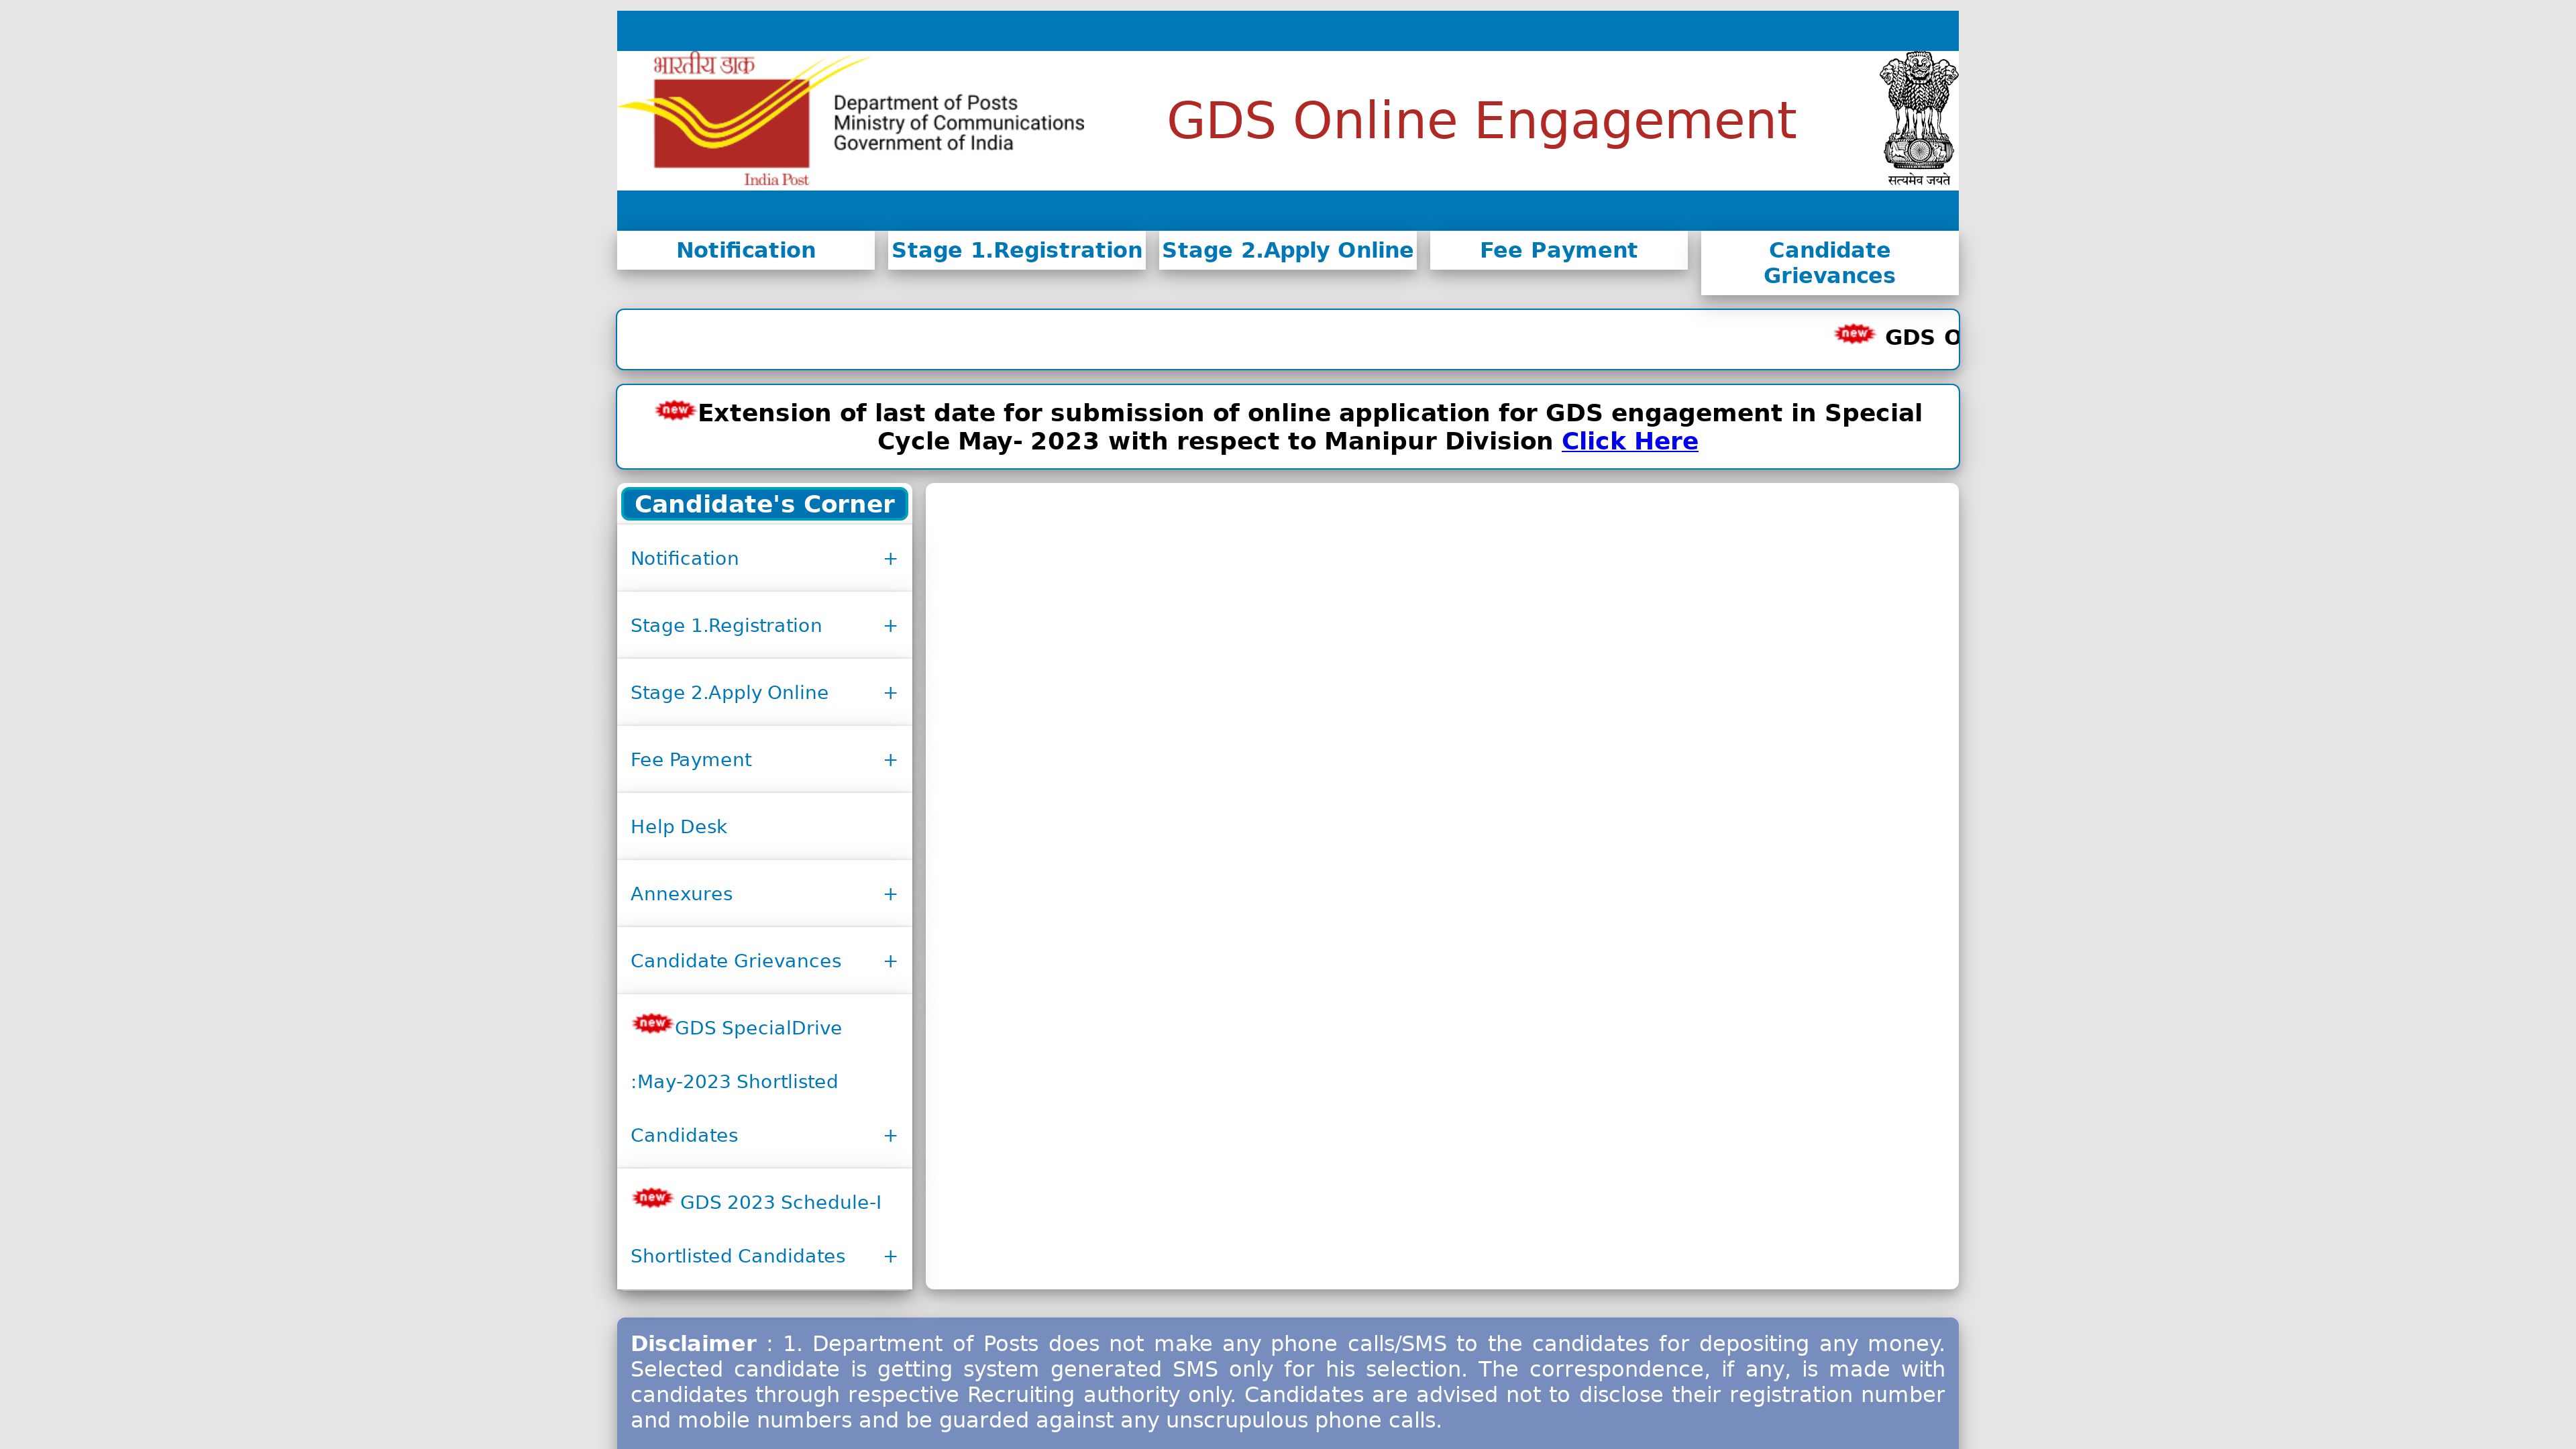 भारतीय डाक
India Post
Department of Posts
Ministry of Communications
Government of India
GDS Online Engagement
सत्यमेव जयते
Notification
Stage 1.Registration
Stage 2.Apply Online
Fee Payment
Candidate
Grievances
new GDS O
new Extension of last date for submission of online application for GDS engagement in Special
Cycle May- 2023 with respect to Manipur Division Click Here
Candidate's Corner
Notification +
Stage 1.Registration +
Stage 2.Apply Online +
Fee Payment +
Help Desk
Annexures +
Candidate Grievances +
new GDS SpecialDrive
:May-2023 Shortlisted
Candidates +
new GDS 2023 Schedule-I
Shortlisted Candidates +
Disclaimer : 1. Department of Posts does not make any phone calls/SMS to the candidates for depositing any money.
Selected candidate is getting system generated SMS only for his selection. The correspondence, if any, is made with
candidates through respective Recruiting authority only. Candidates are advised not to disclose their registration number
and mobile numbers and be guarded against any unscrupulous phone calls.